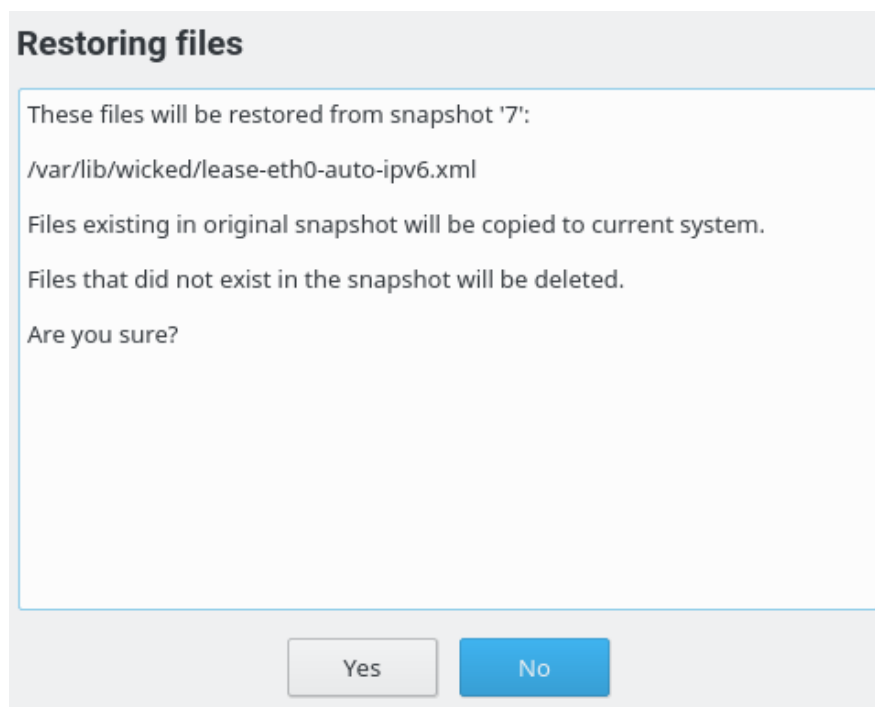 Restoring files
These files will be restored from snapshot '7':
/var/lib/wicked/lease-eth0-auto-ipv6.xml
Files existing in original snapshot will be copied to current system.
Files that did not exist in the snapshot will be deleted.
Are you sure?
Yes
No